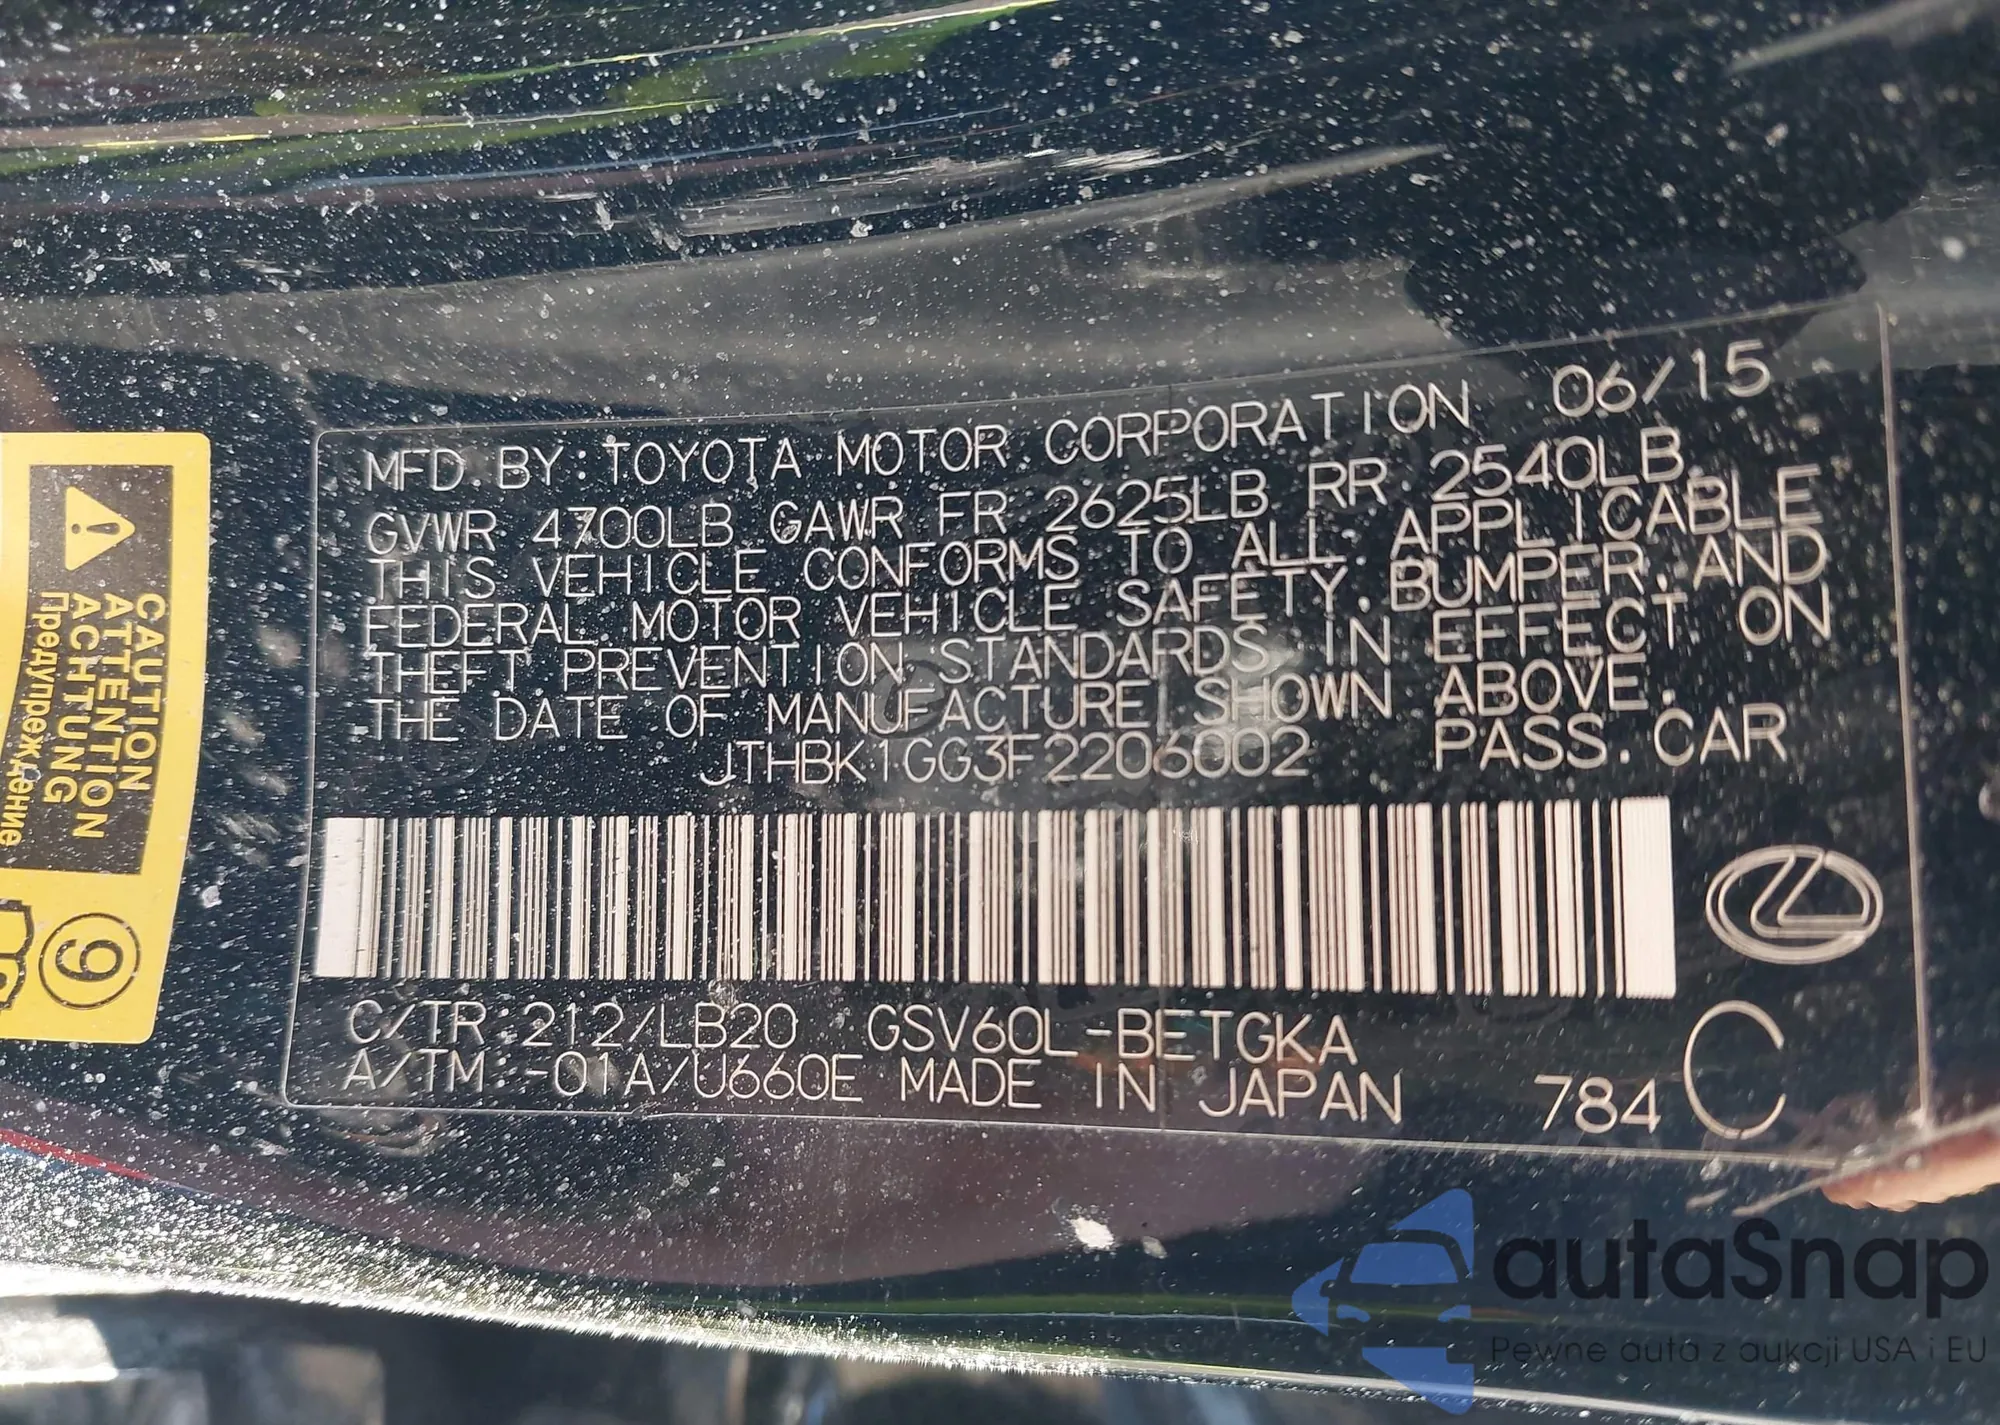 MFD. BY: TOYOTA MOTOR CORPORATION 06/15
GVWR 4700LB GAWR FR 2625LB RR 2540LB
THIS VEHICLE CONFORMS TO ALL APPLICABLE
FEDERAL MOTOR VEHICLE SAFETY, BUMPER, AND
THEFT PREVENTION STANDARDS IN EFFECT ON
THE DATE OF MANUFACTURE SHOWN ABOVE.
JTHBK1GG3F2206002 PASS. CAR
C/TR: 212/LB20 GSV60L-BETGKA
A/TM: -01A/U660E MADE IN JAPAN 784 C
CAUTION
ATTENTION
ACHTUNG
Предупреждение
9
autaSnap
Pewne auta z aukcji USA i EU